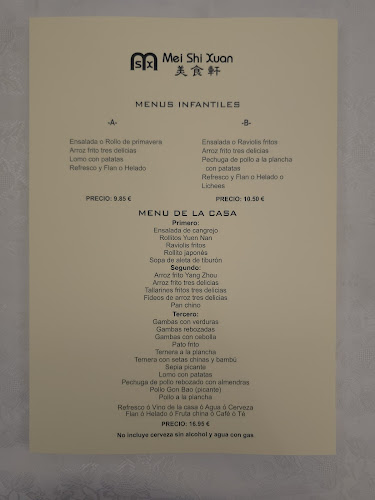 MSX Mei Shi Xuan
美食軒
MENUS INFANTILES
-A-
Ensalada o Rollo de primavera
Arroz frito tres delicias
Lomo con patatas
Refresco y Flan o Helado
PRECIO: 9.85 €
-B-
Ensalada o Raviolis fritos
Arroz frito tres delicias
Pechuga de pollo a la plancha
con patatas
Refresco y Flan o Helado o
Lichees
PRECIO: 10.50 €
MENU DE LA CASA
Primero:
Ensalada de cangrejo
Rollitos Yuen Nan
Raviolis fritos
Rollito japonés
Sopa de aleta de tiburón
Segundo:
Arroz frito Yang Zhou
Arroz frito tres delicias
Tallarines fritos tres delicias
Fideos de arroz tres delicias
Pan chino
Tercero:
Gambas con verduras
Gambas rebozadas
Gambas con cebolla
Pato frito
Ternera a la plancha
Ternera con setas chinas y bambú
Sepia picante
Lomo con patatas
Pechuga de pollo rebozado con almendras
Pollo Gon Bao (picante)
Pollo a la plancha
Refresco ó Vino de la casa ó Agua ó Cerveza
Flan ó Helado ó Fruta china ó Café ó Té
PRECIO: 16.95 €
No incluye cerveza sin alcohol y agua con gas